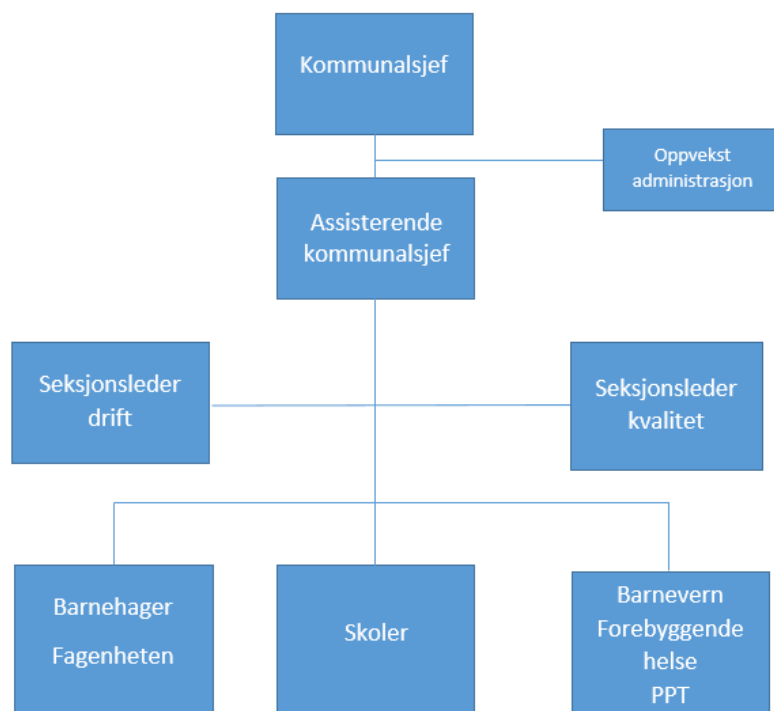 Kommunalsjef
Oppvekst
administrasjon
Assisterende
kommunalsjef
Seksjonsleder
drift
Seksjonsleder
kvalitet
Barnehager
Fagenheten
Skoler
Barnevern
Forebyggende
helse
PPT